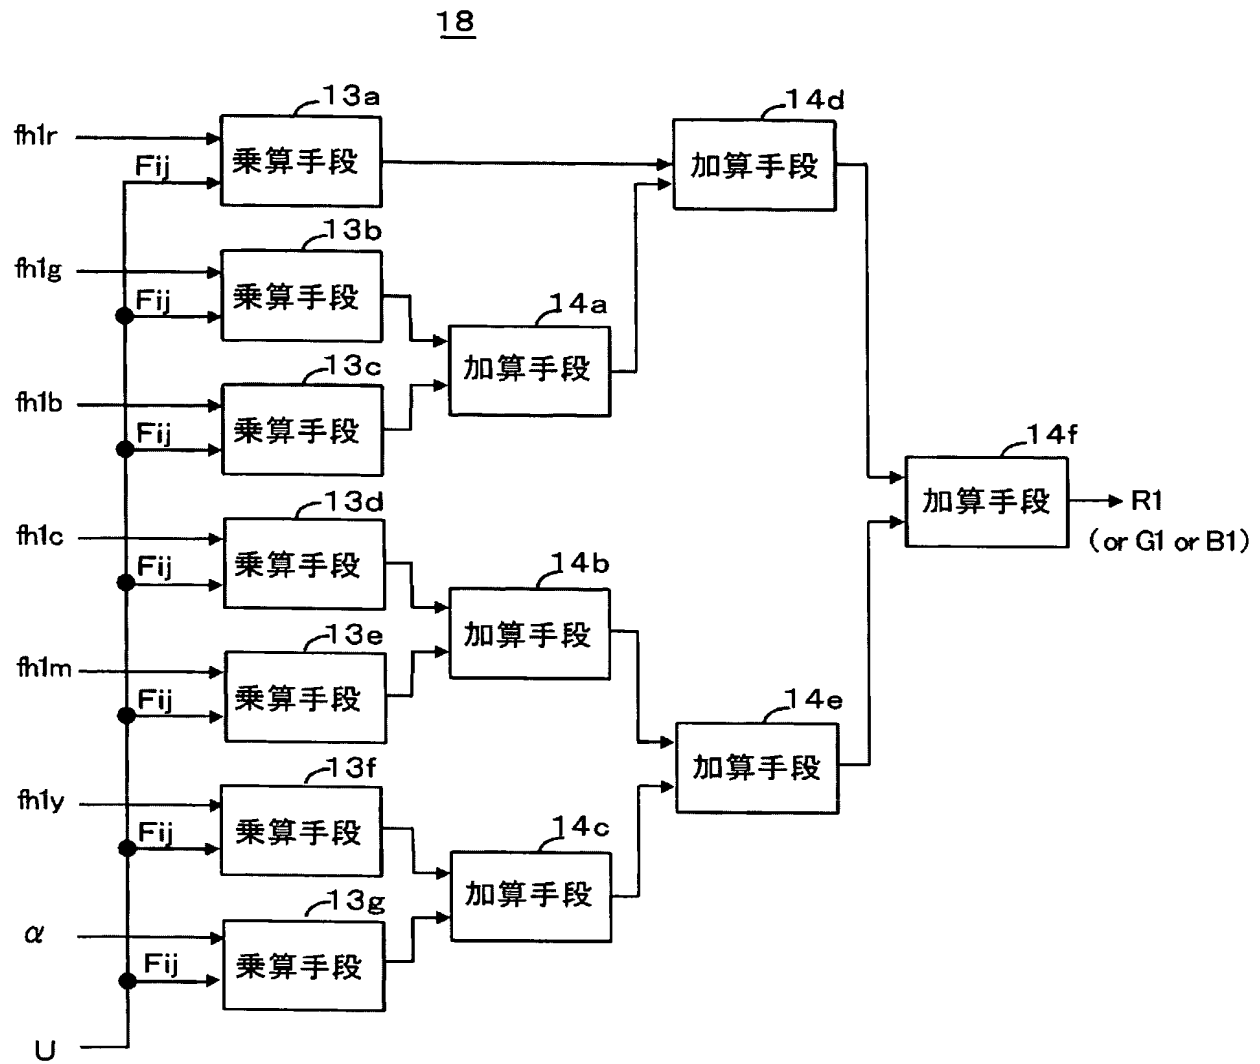 18
13a
fh1r
乗算手段
Fij
14d
加算手段
13b
fh1g
乗算手段
Fij
14a
加算手段
13c
fh1b
乗算手段
Fij
14f
加算手段
R1
(or G1 or B1)
13d
fh1c
乗算手段
Fij
14b
加算手段
13e
fh1m
乗算手段
Fij
14e
加算手段
13f
fh1y
乗算手段
Fij
14c
加算手段
13g
α
乗算手段
Fij
U